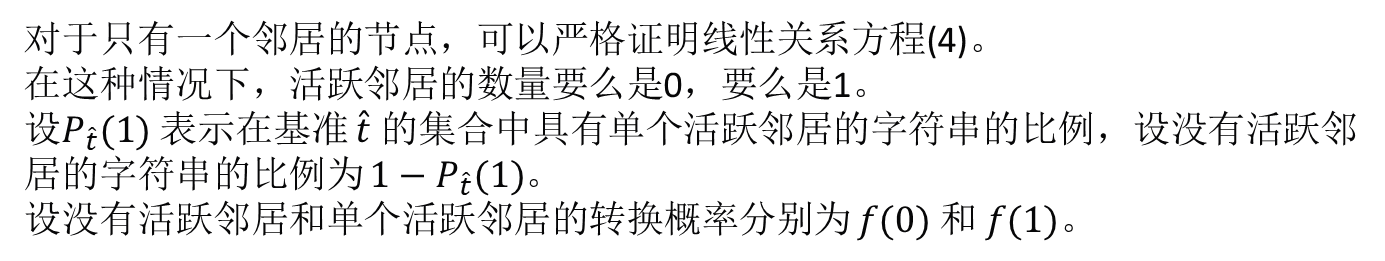 对于只有一个邻居的节点，可以严格证明线性关系方程(4)。
在这种情况下，活跃邻居的数量要么是0，要么是1。
设$P_{\hat{t}}(1)$ 表示在基准 $\hat{t}$ 的集合中具有单个活跃邻居的字符串的比例，设没有活跃邻
居的字符串的比例为 $1 - P_{\hat{t}}(1)$。
设没有活跃邻居和单个活跃邻居的转换概率分别为 $f(0)$ 和 $f(1)$。